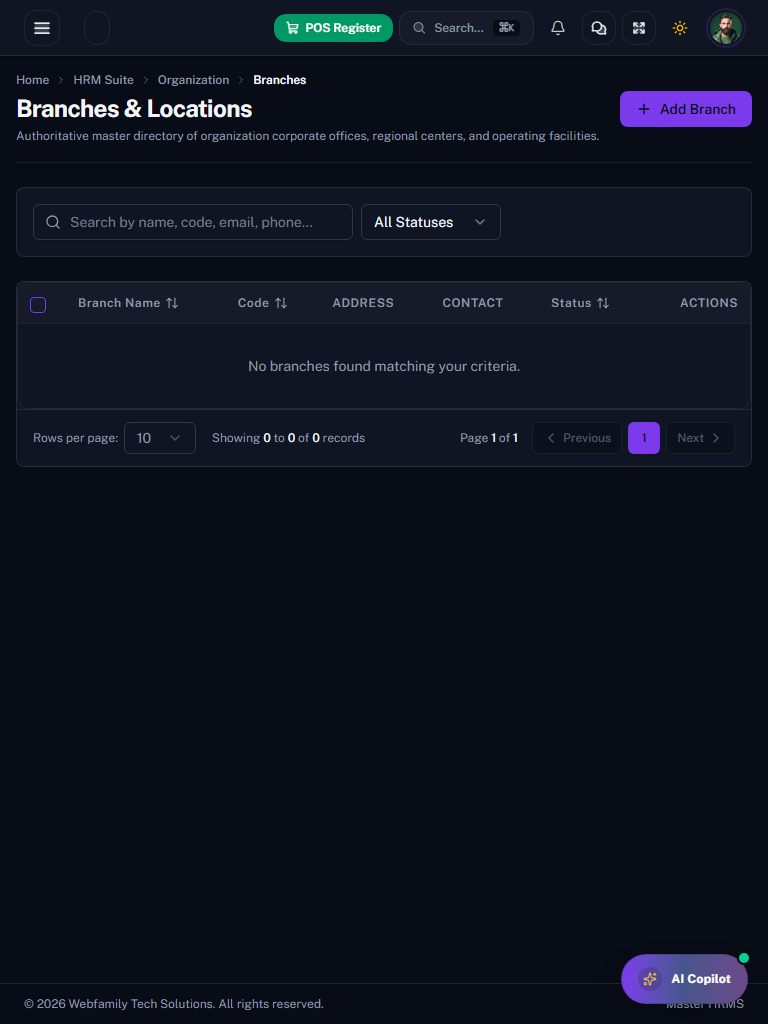 POS Register
Search... ⌘K
Home > HRM Suite > Organization > Branches
Branches & Locations
Add Branch
Authoritative master directory of organization corporate offices, regional centers, and operating facilities.
Search by name, code, email, phone...
All Statuses
Branch Name Code ADDRESS CONTACT Status ACTIONS
No branches found matching your criteria.
Rows per page: 10 Showing 0 to 0 of 0 records Page 1 of 1 Previous 1 Next
AI Copilot
© 2026 Webfamily Tech Solutions. All rights reserved.
Master HRMS